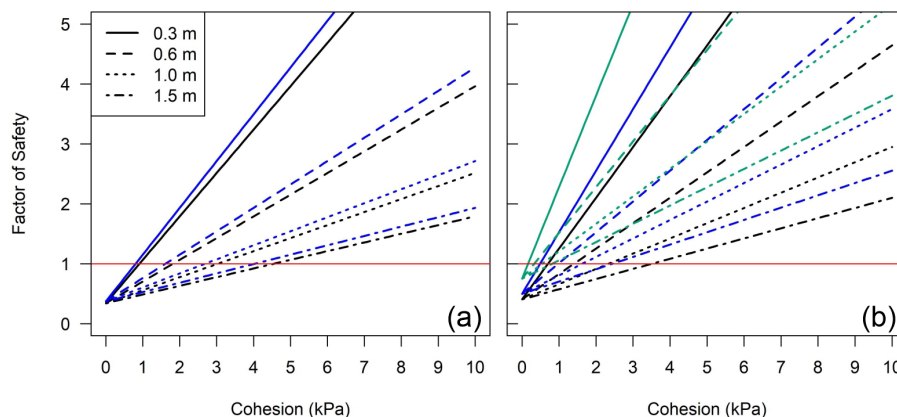 0.3 m
0.6 m
1.0 m
1.5 m
5
4
3
2
1
0
Factor of Safety
(a)
(b)
0 1 2 3 4 5 6 7 8 9 10
0 1 2 3 4 5 6 7 8 9 10
Cohesion (kPa)
Cohesion (kPa)